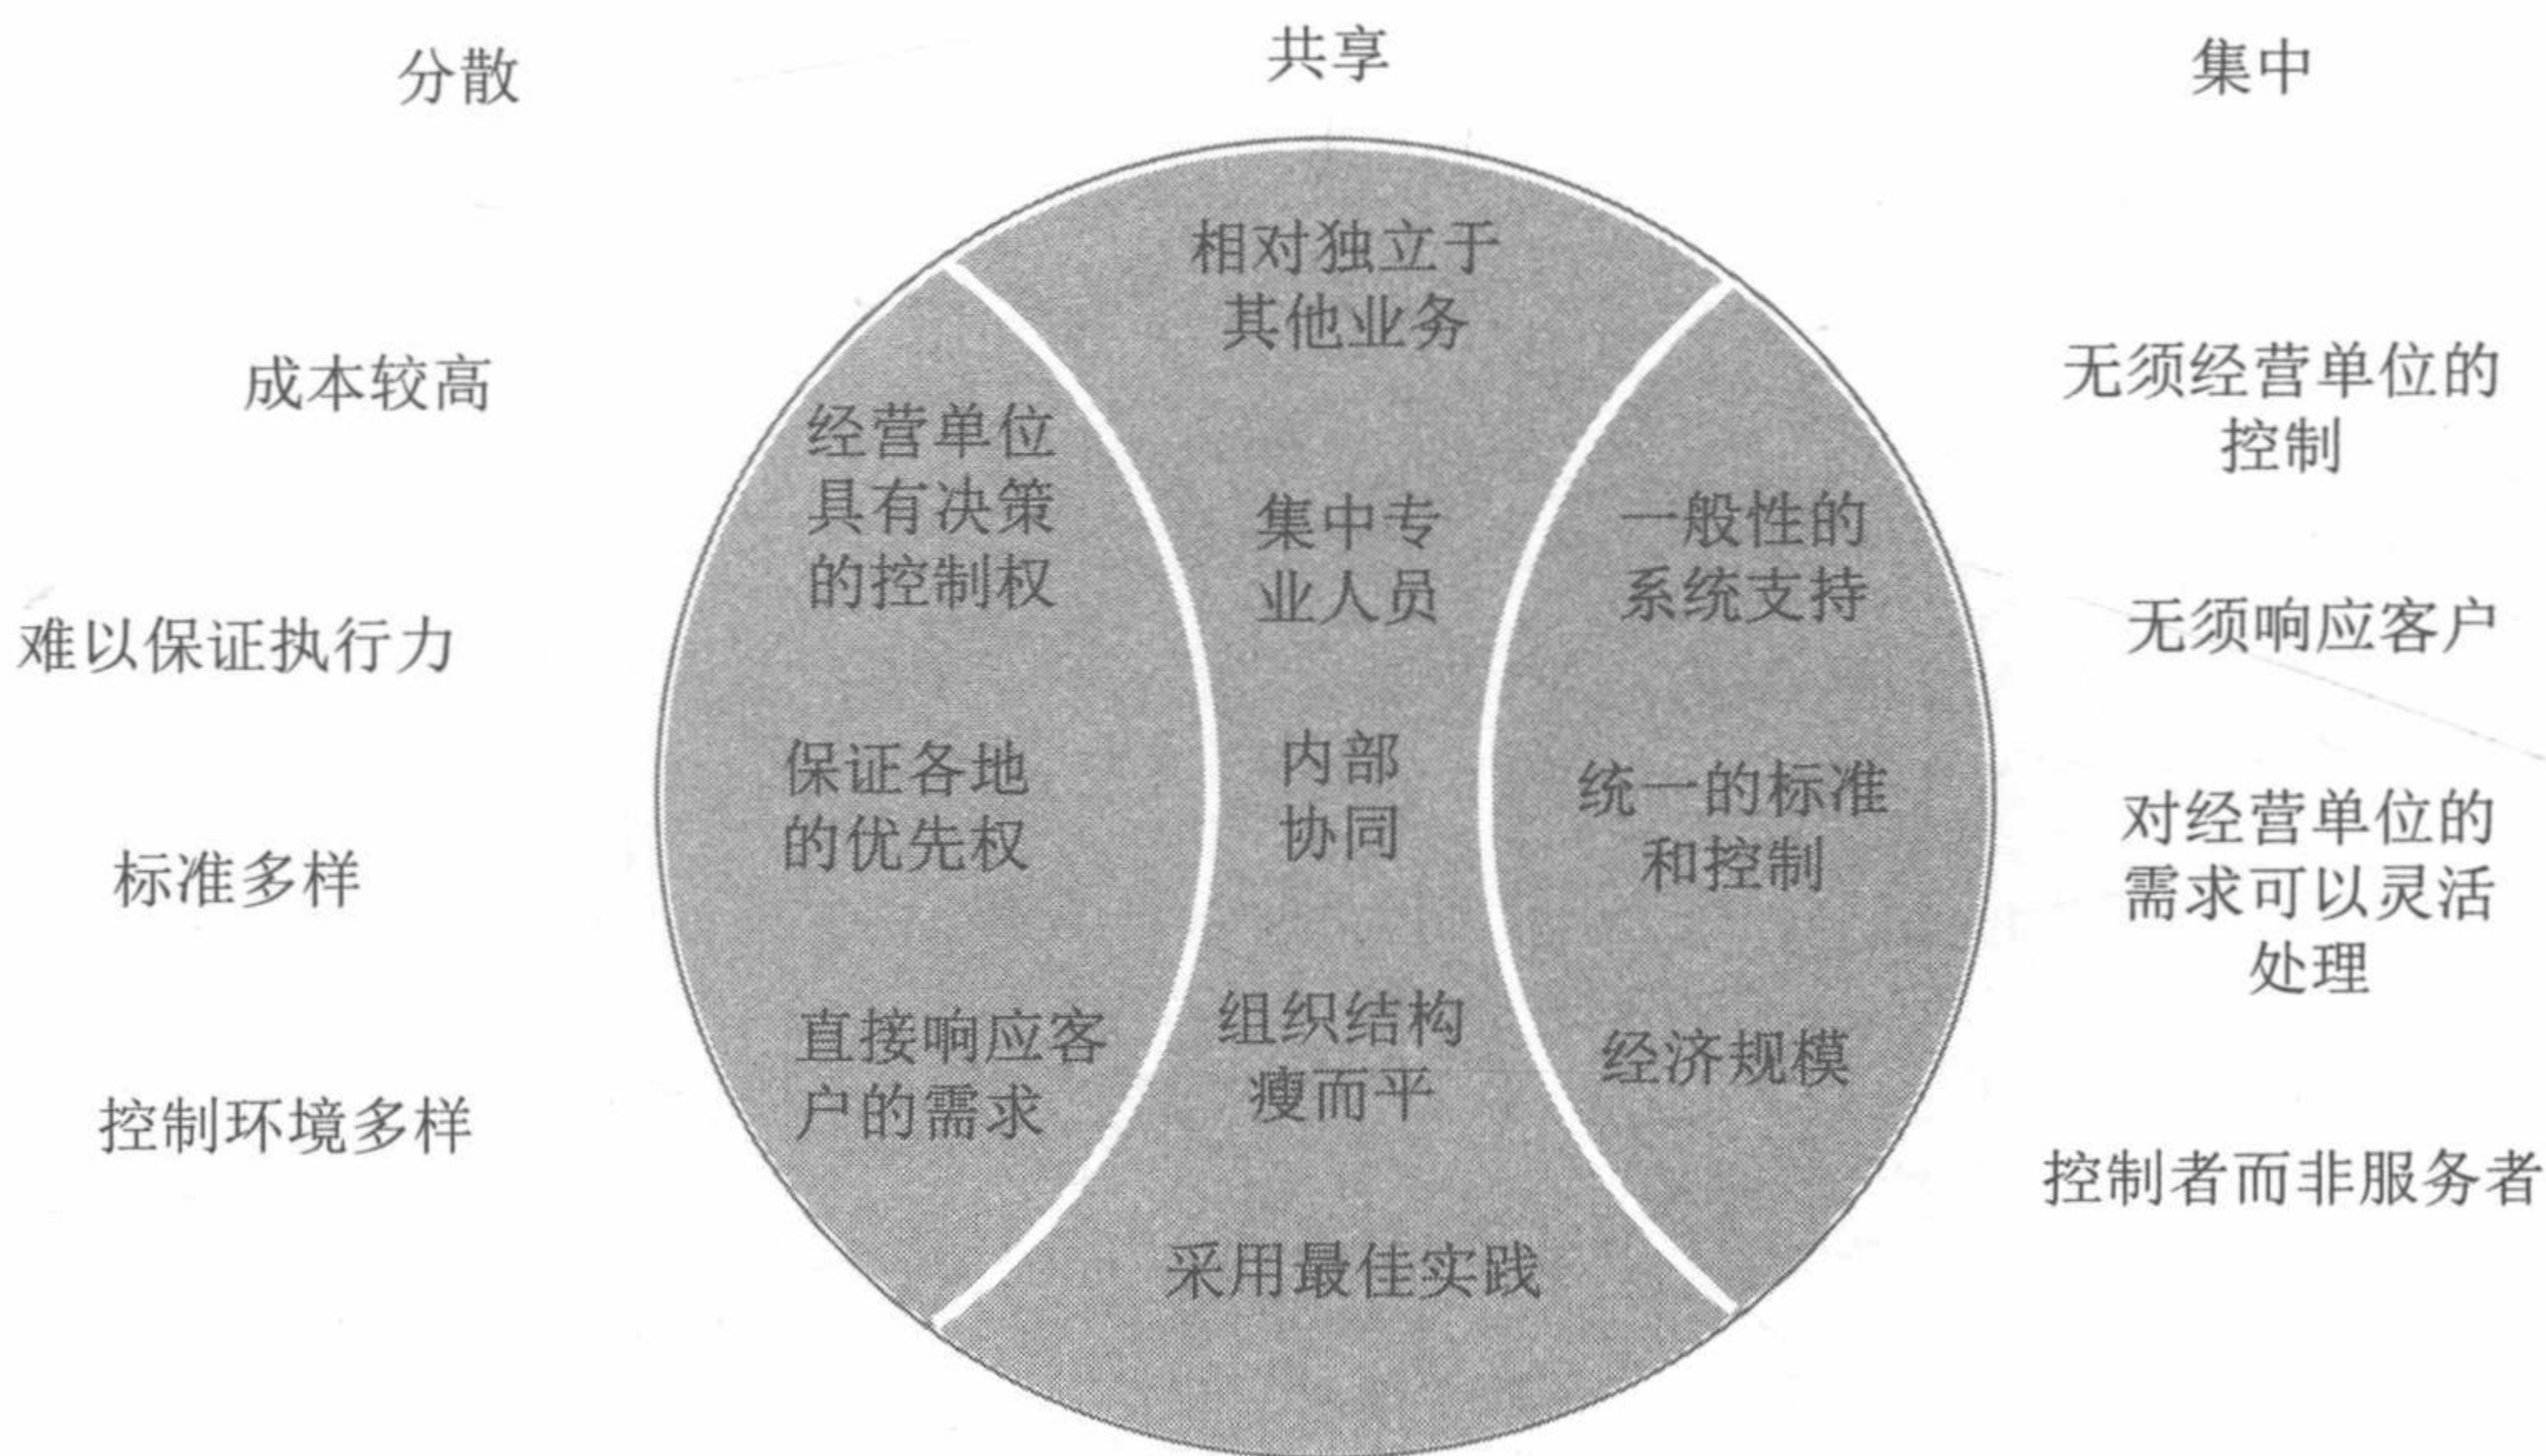 分散
共享
集中
成本较高
难以保证执行力
标准多样
控制环境多样
经营单位
具有决策
的控制权
保证各地
的优先权
直接响应客
户的需求
相对独立于
其他业务
集中专
业人员
内部
协同
组织结构
瘦而平
采用最佳实践
一般性的
系统支持
统一的标准
和控制
经济规模
无须经营单位的
控制
无须响应客户
对经营单位的
需求可以灵活
处理
控制者而非服务者